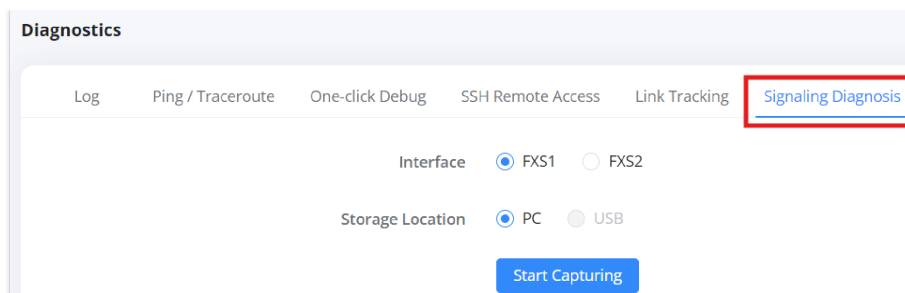 Diagnostics
Log Ping / Traceroute One-click Debug SSH Remote Access Link Tracking Signaling Diagnosis
Interface FXS1 FXS2
Storage Location PC USB
Start Capturing